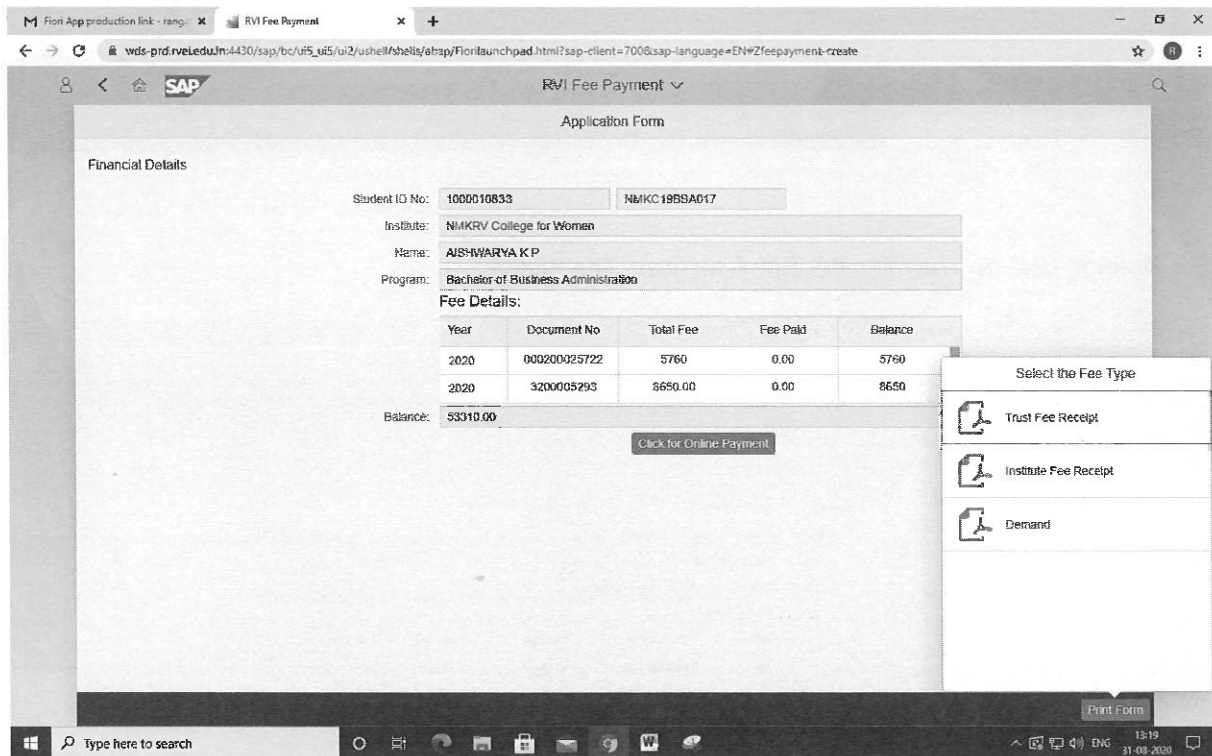 Fiori App production link - rang
RVI Fee Payment
wds-prd.rvei.edu.in:4430/sap/bc/ui5_ui5/ui2/ushell/shells/abap/Fiorilaunchpad.html?sap-client=700&sap-language=EN#Zfeepayment-create
R
SAP
RVI Fee Payment
Application Form
Financial Details
Student ID No: 1000010833 NMKC19BSA017
Institute: NMKRV College for Women
Name: AISHWARYA K P
Program: Bachelor of Business Administration
Fee Details:
Year Document No Total Fee Fee Paid Balance
2020 000200025722 5760 0.00 5760
2020 3200005293 8650.00 0.00 8650
Balance: 53310.00
Click for Online Payment
Select the Fee Type
Trust Fee Receipt
Institute Fee Receipt
Demand
Print Form
Type here to search
ENG
13:19
31-08-2020